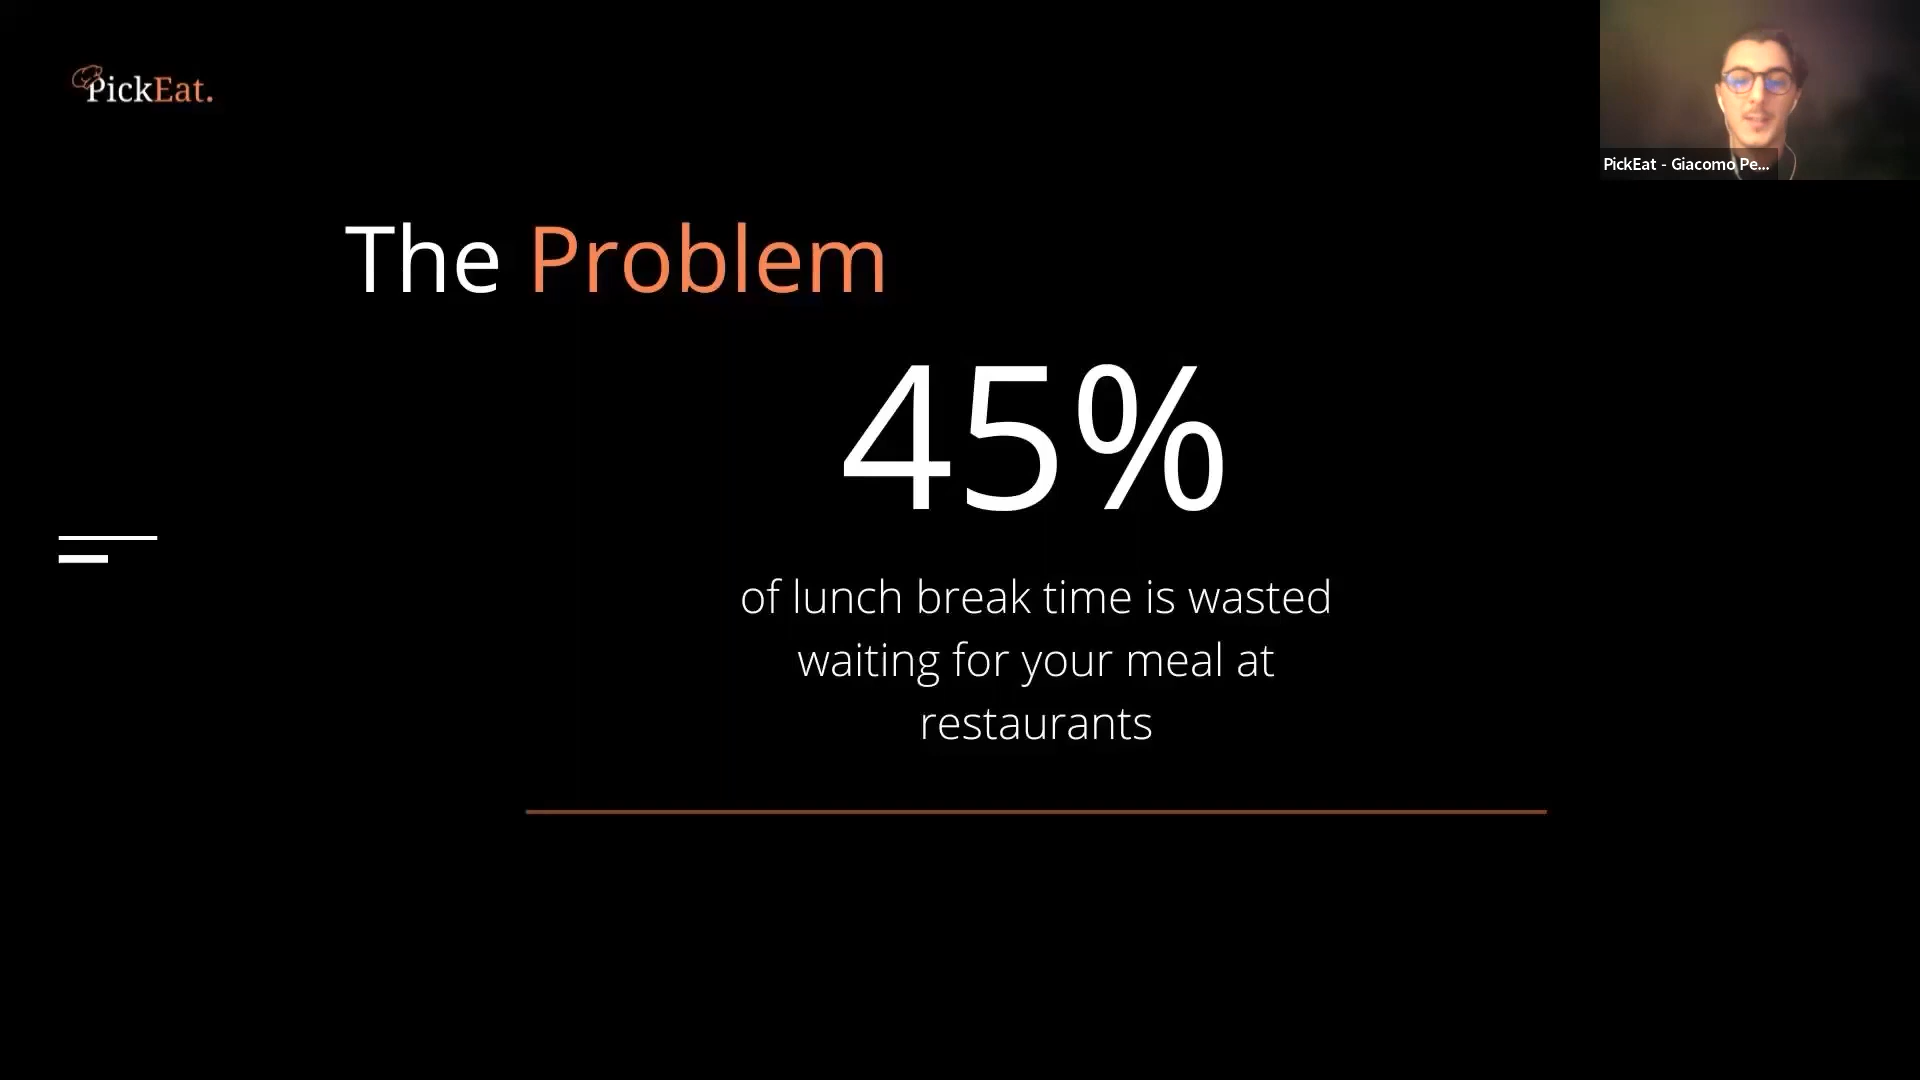 PickEat.
PickEat - Giacomo Pe...
The Problem
45%
of lunch break time is wasted
waiting for your meal at
restaurants